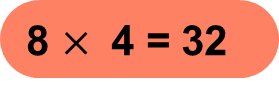 8 × 4 = 32